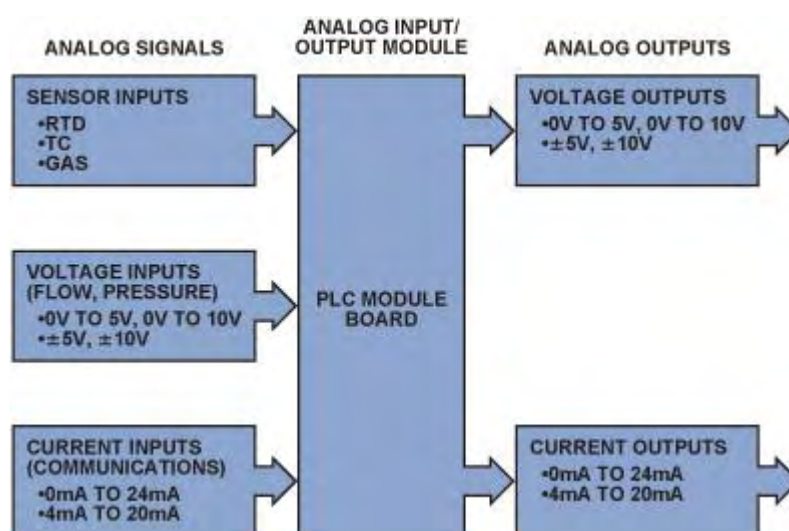 ANALOG SIGNALS
ANALOG INPUT/
OUTPUT MODULE
ANALOG OUTPUTS
SENSOR INPUTS
•RTD
•TC
•GAS
VOLTAGE INPUTS
(FLOW, PRESSURE)
•0V TO 5V, 0V TO 10V
•±5V, ±10V
CURRENT INPUTS
(COMMUNICATIONS)
•0mA TO 24mA
•4mA TO 20mA
PLC MODULE
BOARD
VOLTAGE OUTPUTS
•0V TO 5V, 0V TO 10V
•±5V, ±10V
CURRENT OUTPUTS
•0mA TO 24mA
•4mA TO 20mA